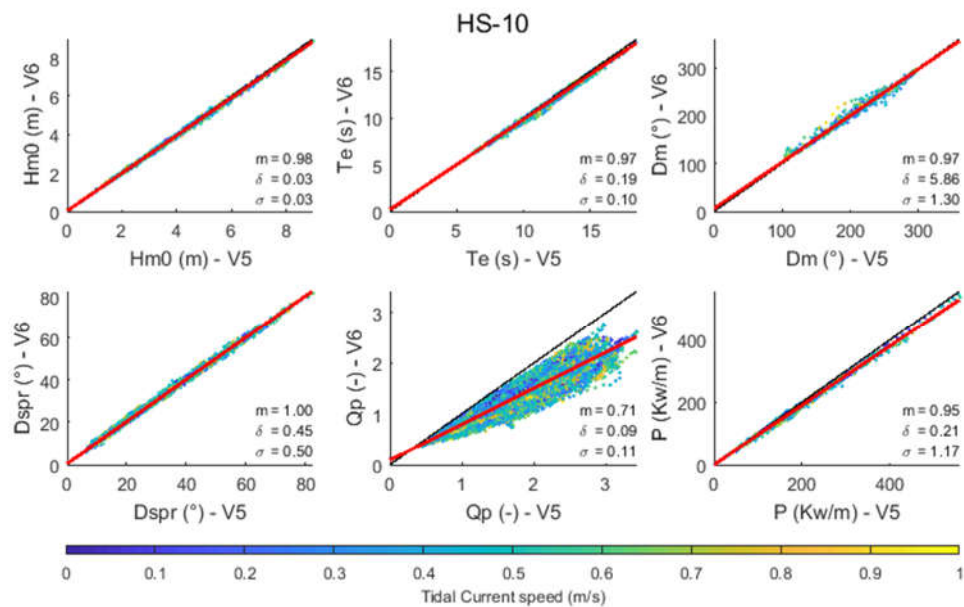 HS-10
Hm0 (m) - V6
8
6
4
2
0
0 2 4 6 8
m = 0.98
δ = 0.03
σ = 0.03
Hm0 (m) - V5
Te (s) - V6
15
10
5
0
0 5 10 15
m = 0.97
δ = 0.19
σ = 0.10
Te (s) - V5
Dm (°) - V6
300
200
100
0
0 100 200 300
m = 0.97
δ = 5.86
σ = 1.30
Dm (°) - V5
Dspr (°) - V6
80
60
40
20
0
0 20 40 60 80
m = 1.00
δ = 0.45
σ = 0.50
Dspr (°) - V5
Qp (-) - V6
3
2
1
0
0 1 2 3
m = 0.71
δ = 0.09
σ = 0.11
Qp (-) - V5
P (Kw/m) - V6
400
200
0
0 200 400
m = 0.95
δ = 0.21
σ = 1.17
P (Kw/m) - V5
0 0.1 0.2 0.3 0.4 0.5 0.6 0.7 0.8 0.9 1
Tidal Current speed (m/s)